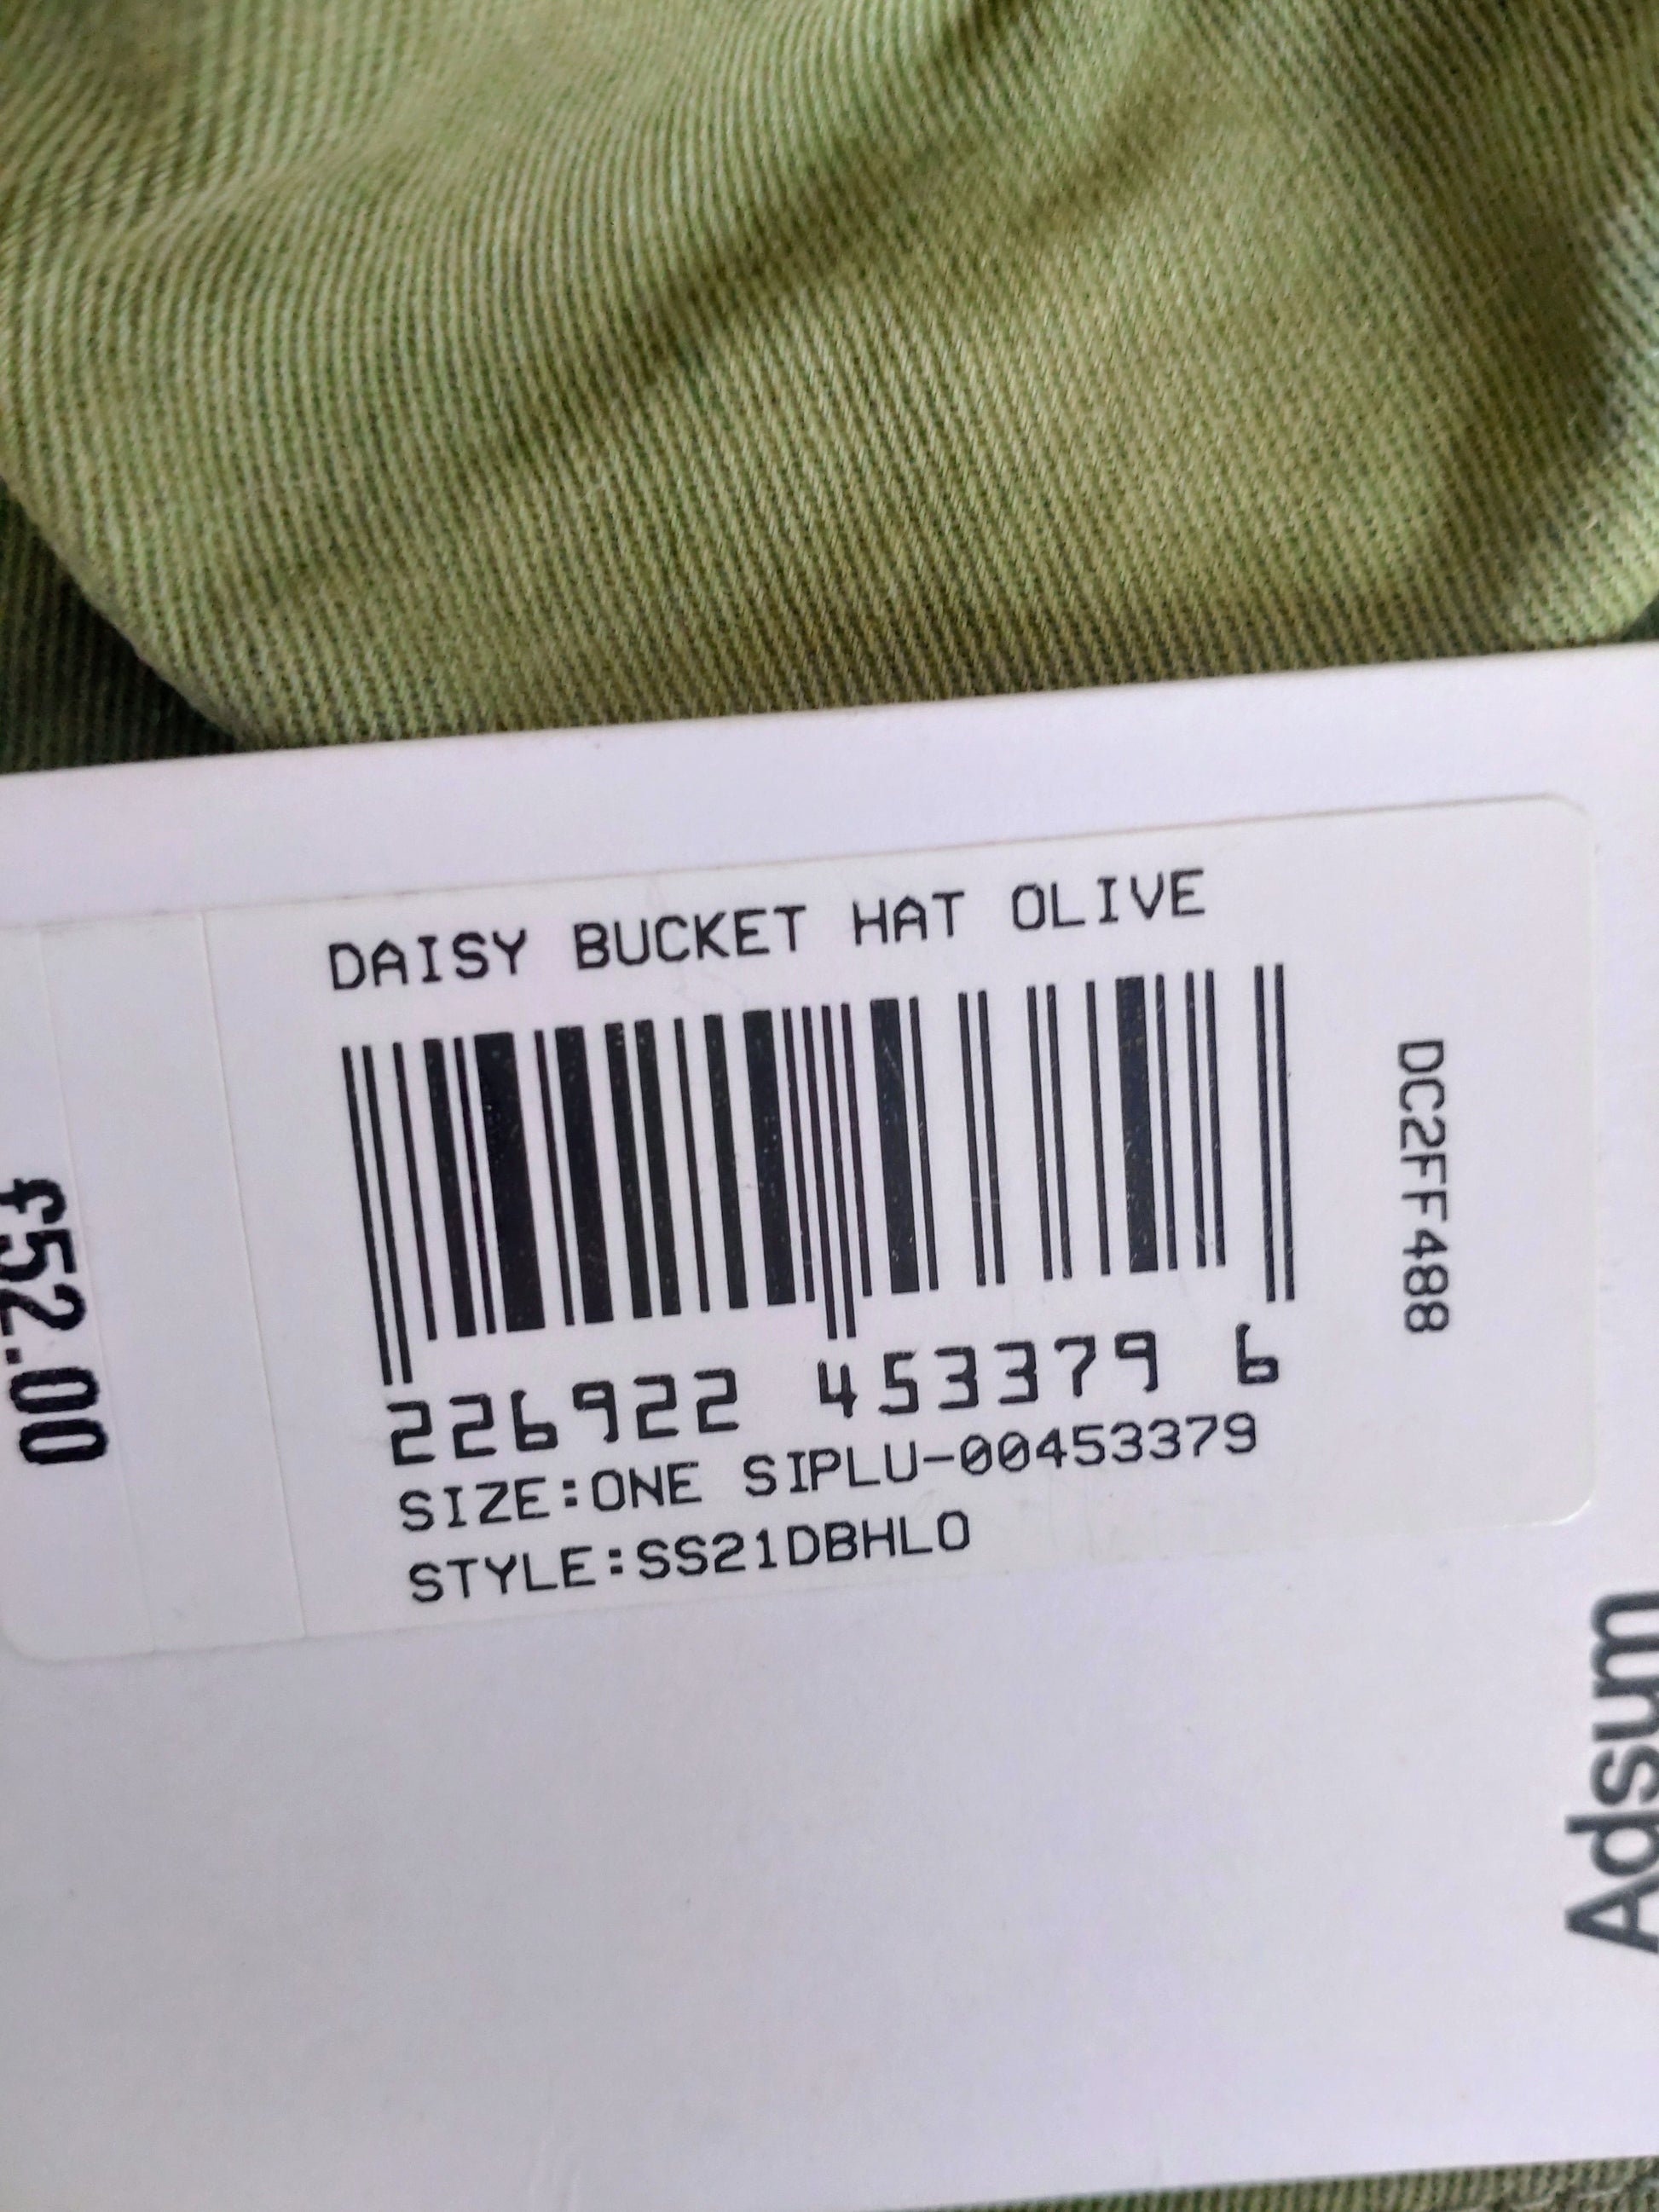 DAISY BUCKET HAT OLIVE
226922 453379 6
SIZE:ONE SIPLU-00453379
STYLE:SS21DBHLO
DC2FF488
£52.00
Adsum